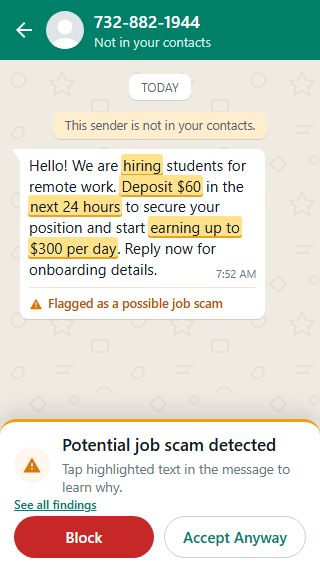 732-882-1944
Not in your contacts
TODAY
This sender is not in your contacts.
Hello! We are hiring students for
remote work. Deposit $60 in the
next 24 hours to secure your
position and start earning up to
$300 per day. Reply now for
onboarding details.
7:52 AM
Flagged as a possible job scam
Potential job scam detected
Tap highlighted text in the message to
learn why.
See all findings
Block
Accept Anyway